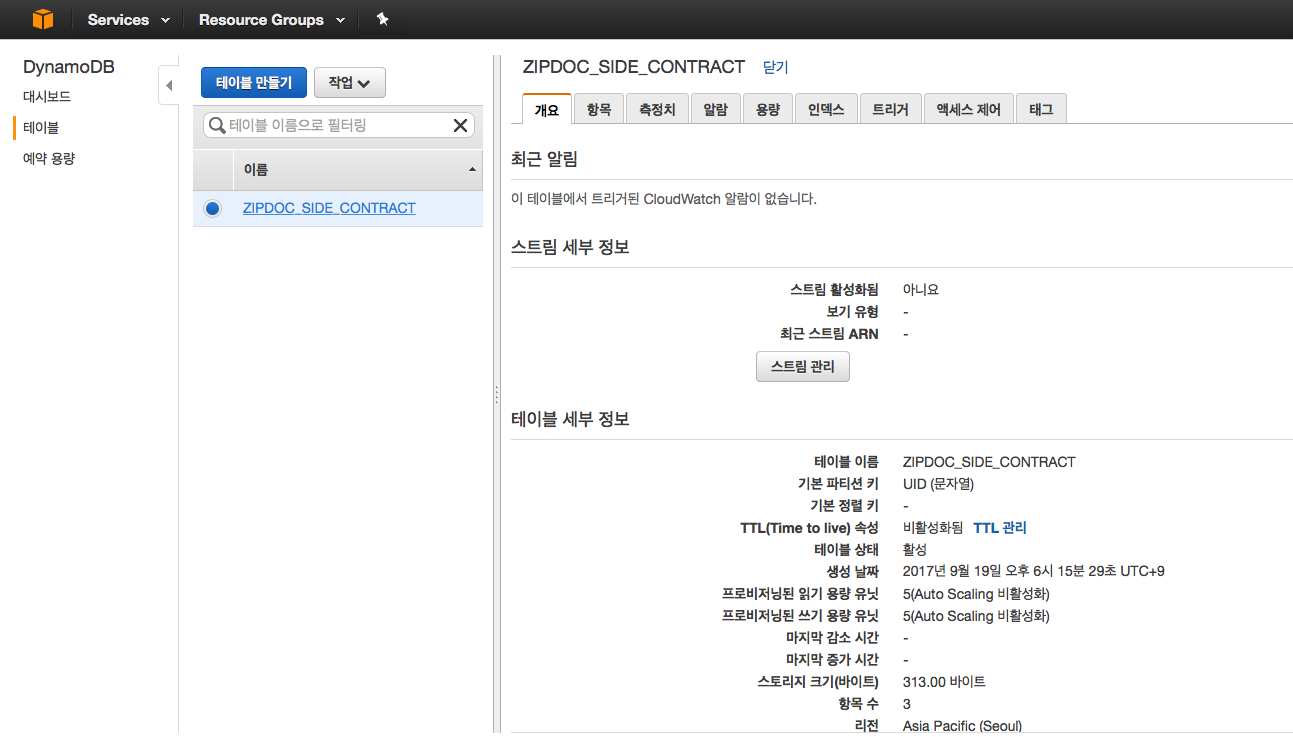 Services
Resource Groups
DynamoDB
대시보드
테이블
예약 용량
테이블 만들기
작업
테이블 이름으로 필터링
이름
ZIPDOC_SIDE_CONTRACT
ZIPDOC_SIDE_CONTRACT 닫기
개요 항목 측정치 알람 용량 인덱스 트리거 액세스 제어 태그
최근 알림
이 테이블에서 트리거된 CloudWatch 알람이 없습니다.
스트림 세부 정보
스트림 활성화됨 아니요
보기 유형 -
최근 스트림 ARN -
스트림 관리
테이블 세부 정보
테이블 이름 ZIPDOC_SIDE_CONTRACT
기본 파티션 키 UID (문자열)
기본 정렬 키 -
TTL(Time to live) 속성 비활성화됨 TTL 관리
테이블 상태 활성
생성 날짜 2017년 9월 19일 오후 6시 15분 29초 UTC+9
프로비저닝된 읽기 용량 유닛 5(Auto Scaling 비활성화)
프로비저닝된 쓰기 용량 유닛 5(Auto Scaling 비활성화)
마지막 감소 시간 -
마지막 증가 시간 -
스토리지 크기(바이트) 313.00 바이트
항목 수 3
리전 Asia Pacific (Seoul)